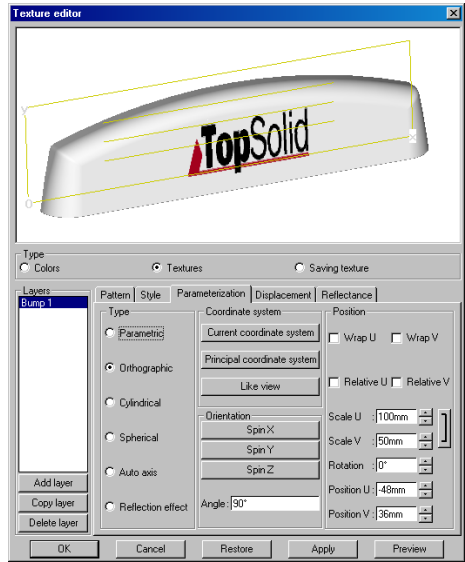 Texture editor
Y
TopSolid
X
O
Type
Colors Textures Saving texture
Layers
Bump 1
Add layer
Copy layer
Delete layer
Pattern Style Parameterization Displacement Reflectance
Type
Parametric
Orthographic
Cylindrical
Spherical
Auto axis
Reflection effect
Coordinate system
Current coordinate system
Principal coordinate system
Like view
Orientation
Spin X
Spin Y
Spin Z
Angle : 90°
Position
Wrap U Wrap V
Relative U Relative V
Scale U : 100mm
Scale V : 50mm
Rotation : 0°
Position U : -48mm
Position V : 36mm
OK Cancel Restore Apply Preview